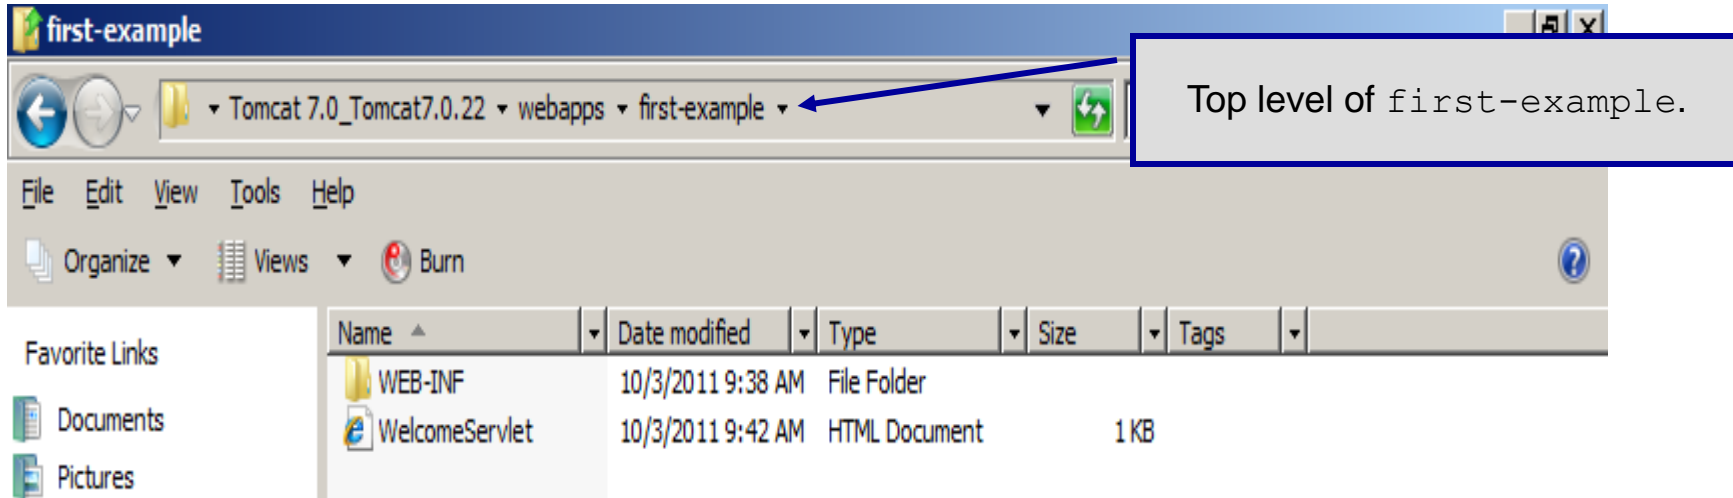 first-example
Top level of first-example.
Tomcat 7.0_Tomcat7.0.22 webapps first-example
File Edit View Tools Help
Organize Views Burn
Favorite Links
Documents
Pictures
Name Date modified Type Size Tags
WEB-INF 10/3/2011 9:38 AM File Folder
WelcomeServlet 10/3/2011 9:42 AM HTML Document 1 KB